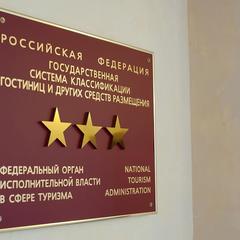 РОССИЙСКАЯ ФЕДЕРАЦИЯ
ГОСУДАРСТВЕННАЯ
СИСТЕМА КЛАССИФИКАЦИИ
ГОСТИНИЦ И ДРУГИХ СРЕДСТВ РАЗМЕЩЕНИЯ
ФЕДЕРАЛЬНЫЙ ОРГАН
ИСПОЛНИТЕЛЬНОЙ ВЛАСТИ
В СФЕРЕ ТУРИЗМА
NATIONAL
TOURISM
ADMINISTRATION